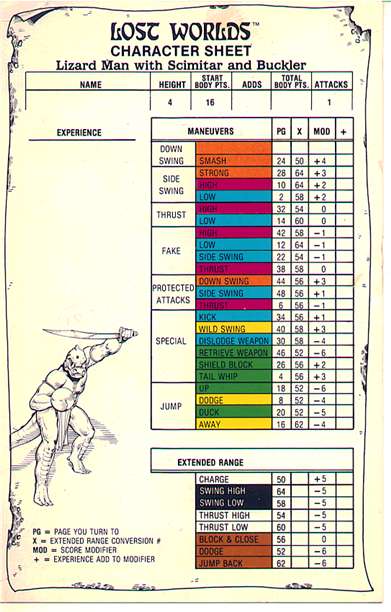 LOST WORLDS™
CHARACTER SHEET
Lizard Man with Scimitar and Buckler
NAME HEIGHT START BODY PTS. ADDS TOTAL BODY PTS. ATTACKS
4 16 1
EXPERIENCE
MANEUVERS PG X MOD +
DOWN SWING
SMASH 24 50 +4
SIDE SWING
STRONG 28 64 +3
HIGH 10 64 +2
LOW 2 58 +2
THRUST
HIGH 32 54 0
LOW 14 60 0
FAKE
HIGH 42 58 -1
LOW 12 64 -1
SIDE SWING 22 54 -1
THRUST 38 58 0
PROTECTED ATTACKS
DOWN SWING 44 56 +3
SIDE SWING 48 56 +1
THRUST 6 56 -1
SPECIAL
KICK 34 56 +1
WILD SWING 40 58 +3
DISLODGE WEAPON 30 58 -4
RETRIEVE WEAPON 46 52 -6
SHIELD BLOCK 26 56 +2
TAIL WHIP 4 56 +3
JUMP
UP 18 52 -6
DODGE 8 52 -4
DUCK 20 52 -5
AWAY 16 62 -4
EXTENDED RANGE
CHARGE 50 +5
SWING HIGH 64 -5
SWING LOW 58 -5
THRUST HIGH 54 -5
THRUST LOW 60 -5
BLOCK & CLOSE 56 0
DODGE 52 -6
JUMP BACK 62 -6
PG = PAGE YOU TURN TO
X = EXTENDED RANGE CONVERSION #
MOD = SCORE MODIFIER
+ = EXPERIENCE ADD TO MODIFIER